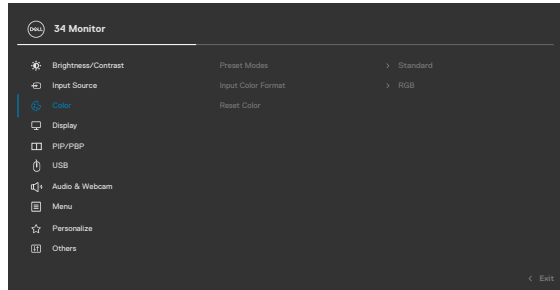 DELL 34 Monitor
Brightness/Contrast Preset Modes > Standard
Input Source Input Color Format > RGB
Color Reset Color
Display
PIP/PBP
USB
Audio & Webcam
Menu
Personalize
Others
< Exit